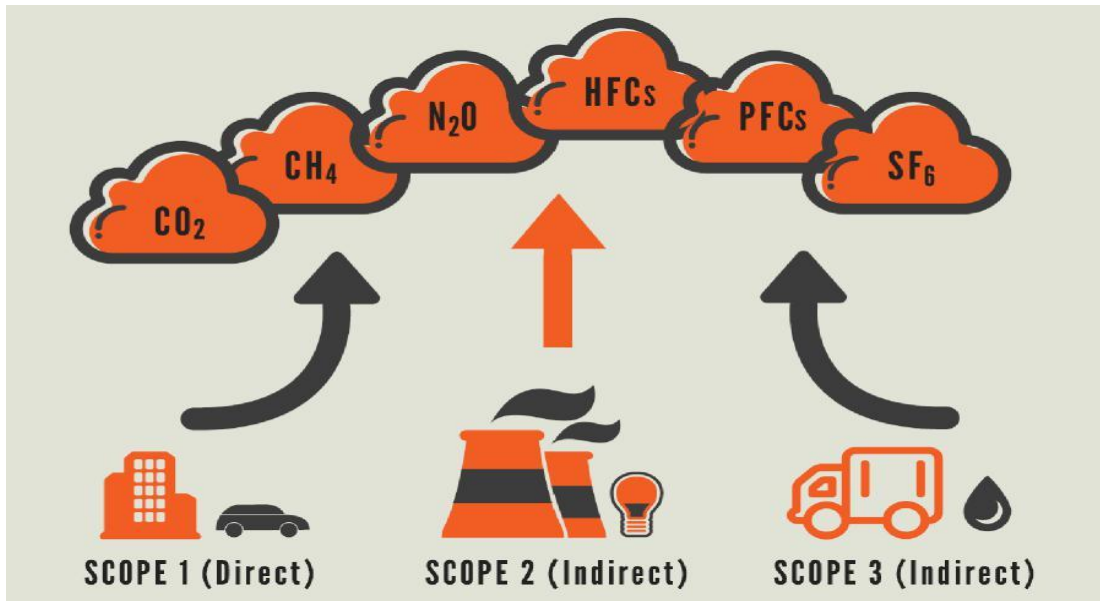 CO₂
CH₄
N₂O
HFCs
PFCs
SF₆
SCOPE 1 (Direct)
SCOPE 2 (Indirect)
SCOPE 3 (Indirect)